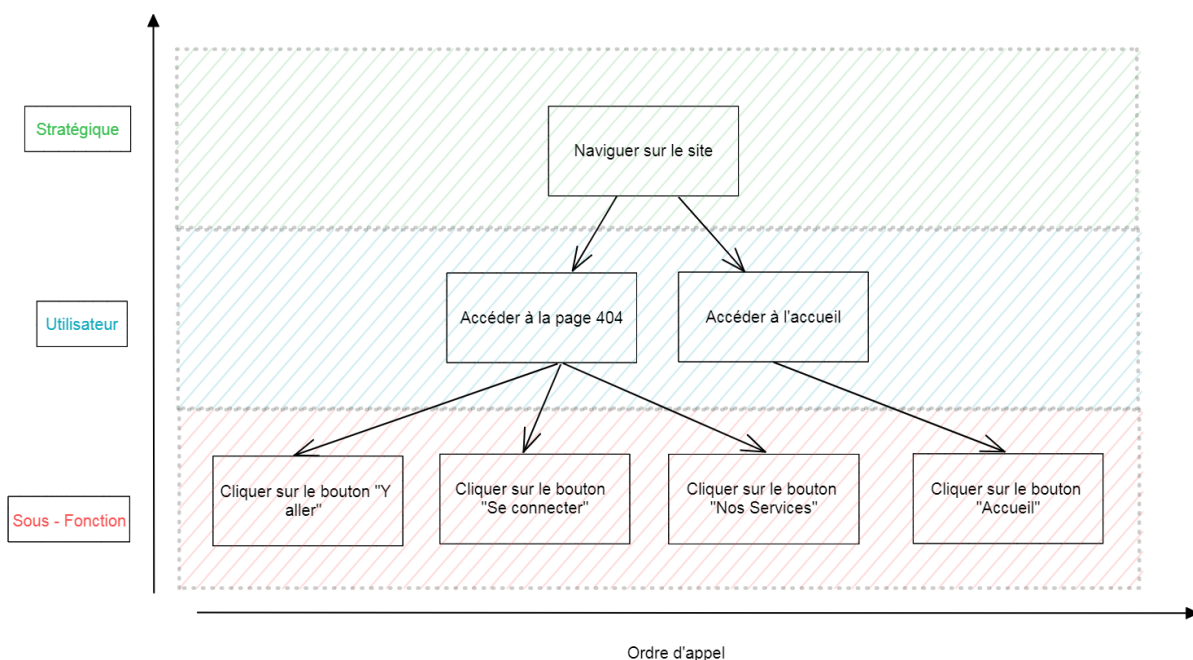 Stratégique
Naviguer sur le site
Utilisateur
Accéder à la page 404
Accéder à l'accueil
Sous - Fonction
Cliquer sur le bouton "Y
aller"
Cliquer sur le bouton
"Se connecter"
Cliquer sur le bouton
"Nos Services"
Cliquer sur le bouton
"Accueil"
Ordre d'appel